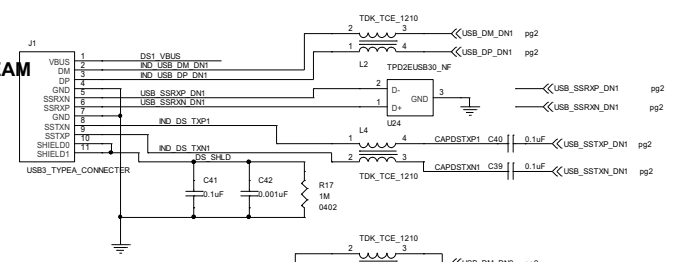 TDK_TCE_1210
2 3 USB_DM_DN1 pg2
1 4 USB_DP_DN1 pg2
L2
J1
EAM
VBUS 1 DS1_VBUS
DM 2 IND_USB_DM_DN1
DP 3 IND_USB_DP_DN1
GND 4
SSRXN 5 USB_SSRXP_DN1
SSRXP 6 USB_SSRXN_DN1
GND 7
SSTXN 8 IND_DS_TXP1
SSTXP 9
SHIELD0 10 IND_DS_TXN1
SHIELD1 11 DS_SHLD
USB3_TYPEA_CONNECTER
TPD2EUSB30_NF
2 D- GND 3
1 D+
U24
USB_SSRXP_DN1 pg2
USB_SSRXN_DN1 pg2
L4
1 4 CAPDSTXP1 C40 0.1uF USB_SSTXP_DN1 pg2
2 3 CAPDSTXN1 C39 0.1uF USB_SSTXN_DN1 pg2
TDK_TCE_1210
C41
0.1uF
C42
0.001uF
R17
1M
0402
TDK_TCE_1210
2 3